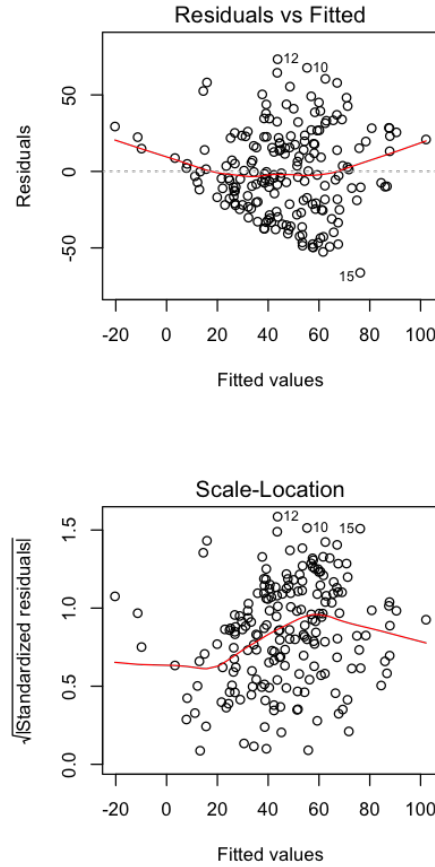 Residuals vs Fitted
Residuals
50
0
-50
12
10
15
-20 0 20 40 60 80 100
Fitted values
Scale-Location
√|Standardized residuals|
1.5
1.0
0.5
0.0
12
10
15
-20 0 20 40 60 80 100
Fitted values